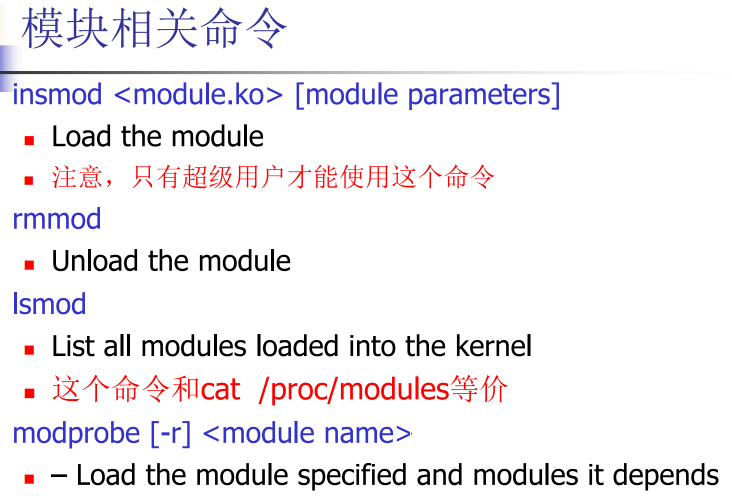 模块相关命令
insmod <module.ko> [module parameters]
Load the module
注意，只有超级用户才能使用这个命令
rmmod
Unload the module
lsmod
List all modules loaded into the kernel
这个命令和cat /proc/modules等价
modprobe [-r] <module name>
– Load the module specified and modules it depends